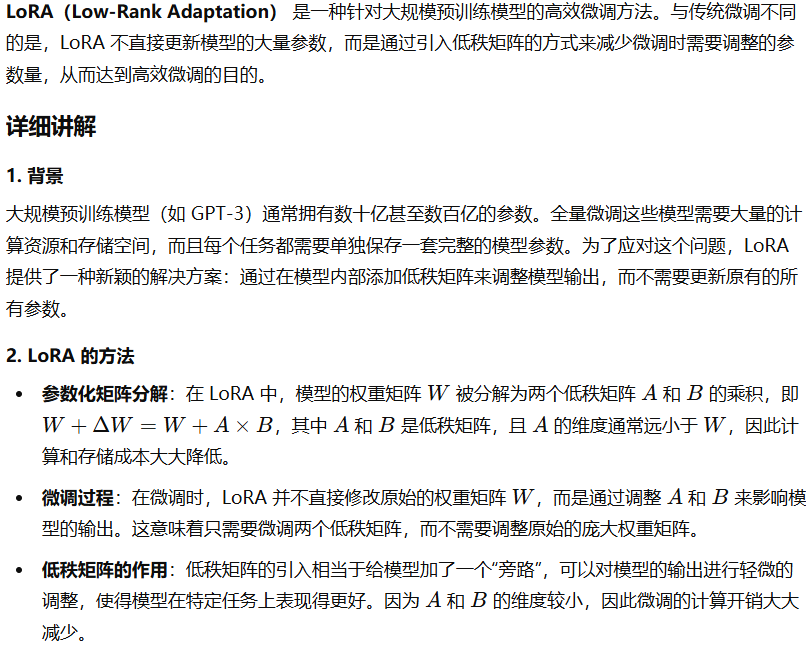 LoRA（Low-Rank Adaptation） 是一种针对大规模预训练模型的高效微调方法。与传统微调不同
的是，LoRA 不直接更新模型的大量参数，而是通过引入低秩矩阵的方式来减少微调时需要调整的参
数量，从而达到高效微调的目的。
详细讲解
1. 背景
大规模预训练模型（如 GPT-3）通常拥有数十亿甚至数百亿的参数。全量微调这些模型需要大量的计
算资源和存储空间，而且每个任务都需要单独保存一套完整的模型参数。为了应对这个问题，LoRA
提供了一种新颖的解决方案：通过在模型内部添加低秩矩阵来调整模型输出，而不需要更新原有的所
有参数。
2. LoRA 的方法
• 参数化矩阵分解：在 LoRA 中，模型的权重矩阵 W 被分解为两个低秩矩阵 A 和 B 的乘积，即
W + ΔW = W + A × B，其中 A 和 B 是低秩矩阵，且 A 的维度通常远小于 W，因此计
算和存储成本大大降低。
• 微调过程：在微调时，LoRA 并不直接修改原始的权重矩阵 W，而是通过调整 A 和 B 来影响模
型的输出。这意味着只需要微调两个低秩矩阵，而不需要调整原始的庞大权重矩阵。
• 低秩矩阵的作用：低秩矩阵的引入相当于给模型加了一个“旁路”，可以对模型的输出进行轻微的
调整，使得模型在特定任务上表现得更好。因为 A 和 B 的维度较小，因此微调的计算开销大大
减少。